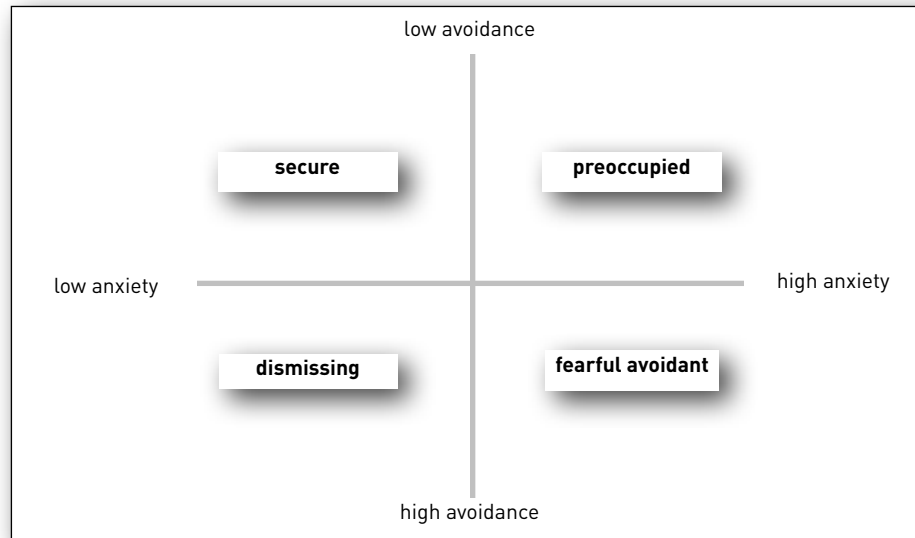 low avoidance
secure
preoccupied
low anxiety
high anxiety
dismissing
fearful avoidant
high avoidance